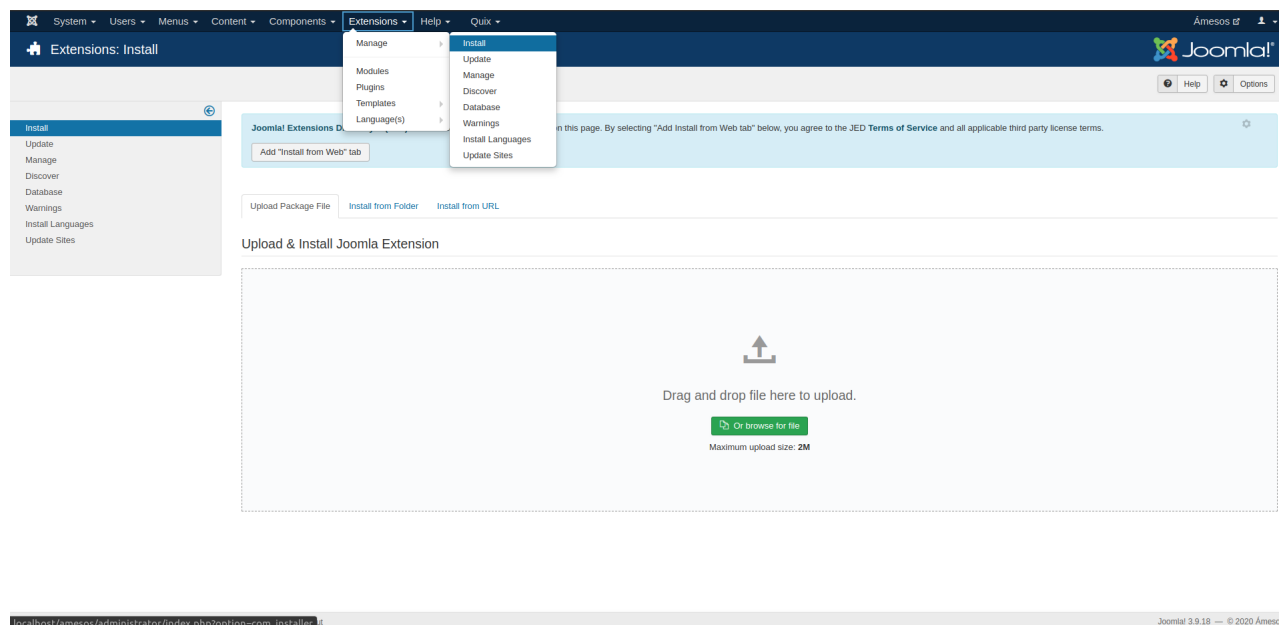 System Users Menus Content Components Extensions Help Quix Ámesos
Extensions: Install
Joomla!
Help Options
Manage
Modules
Plugins
Templates
Language(s)
Install
Update
Manage
Discover
Database
Warnings
Install Languages
Update Sites
Install
Update
Manage
Discover
Database
Warnings
Install Languages
Update Sites
Joomla! Extensions on this page. By selecting "Add Install from Web tab" below, you agree to the JED Terms of Service and all applicable third party license terms.
Add "Install from Web" tab
Upload Package File Install from Folder Install from URL
Upload & Install Joomla Extension
Drag and drop file here to upload.
Or browse for file
Maximum upload size: 2M
localhost/amesos/administrator/index.php?option=com_installer
Joomla! 3.9.18 — © 2020 Ámesos